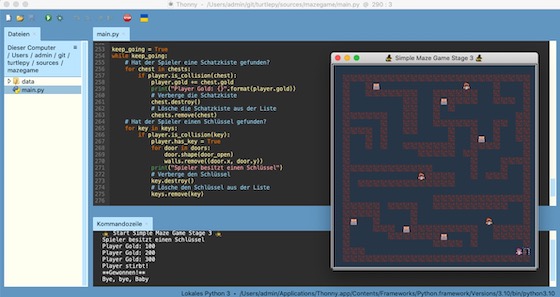 Thonny - /Users/admin/git/turtlepy/sources/mazegame/main.py @ 290 : 3
Dateien
Dieser Computer
/ Users / admin / git /
turtlepy / sources /
mazegame
data
main.py
main.py
253 keep_going = True
254 while keep_going:
255 # Hat der Spieler eine Schatzkiste gefunden?
256 for chest in chests:
257 if player.is_collision(chest):
258 player.gold += chest.gold
259 print("Player Gold: {}".format(player.gold))
260 # Verberge die Schatzkiste
261 chest.destroy()
262 # Lösche die Schatzkiste aus der Liste
263 chests.remove(chest)
264 # Hat der Spieler einen Schlüssel gefunden?
265 for key in keys:
266 if player.is_collision(key):
267 player.has_key = True
268 for door in doors:
269 door.shape(door_open)
270 walls.remove((door.x, door.y))
271 print("Spieler besitzt einen Schlüssel")
272 # Verberge den Schlüssel
273 key.destroy()
274 # Lösche den Schlüssel aus der Liste
275 keys.remove(key)
276
Simple Maze Game Stage 3
Kommandozeile
Start Simple Maze Game Stage 3
Spieler besitzt einen Schlüssel
Player Gold: 100
Player Gold: 200
Player Gold: 300
Player stirbt!
**Gewonnen!**
Bye, bye, Baby
Lokales Python 3 • /Users/admin/Applications/Thonny.app/Contents/Frameworks/Python.framework/Versions/3.10/bin/python3.10